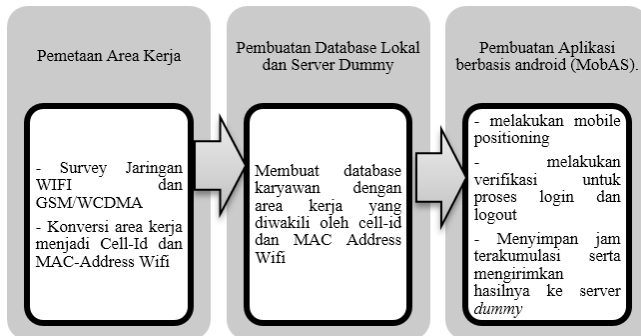 Pemetaan Area Kerja
- Survey Jaringan
WIFI dan
GSM/WCDMA
- Konversi area kerja
menjadi Cell-Id dan
MAC-Address Wifi
Pembuatan Database Lokal
dan Server Dummy
Membuat database
karyawan dengan
area kerja yang
diwakili oleh cell-id
dan MAC Address
Wifi
Pembuatan Aplikasi
berbasis android (MobAS).
- melakukan mobile
positioning
- melakukan
verifikasi untuk
proses login dan
logout
- Menyimpan jam
terakumulasi serta
mengirimkan
hasilnya ke server
dummy